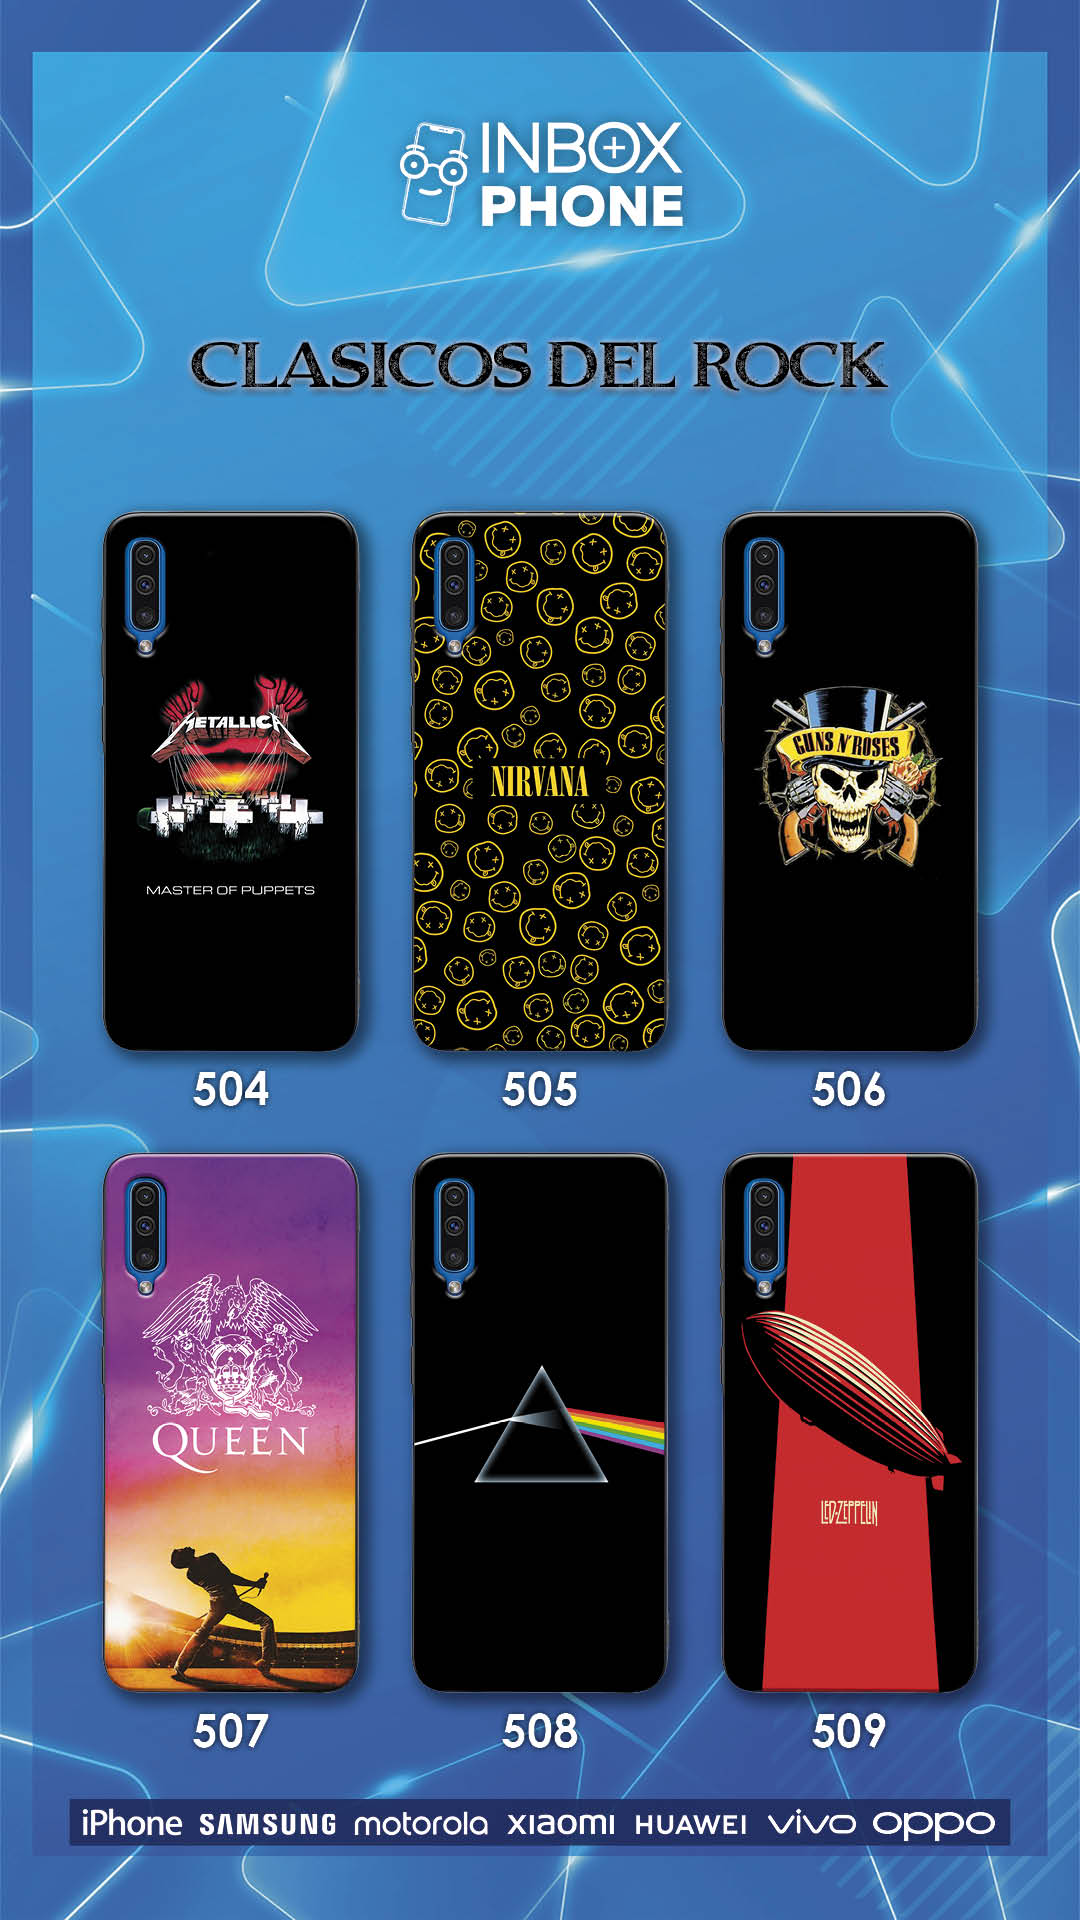 INBOX
PHONE
CLASICOS DEL ROCK
METALLICA
MASTER OF PUPPETS
NIRVANA
GUNS N' ROSES
504
505
506
QUEEN
LED-ZEPPELIN
507
508
509
iPhone SAMSUNG motorola XIAOMI HUAWEI vivo oppo